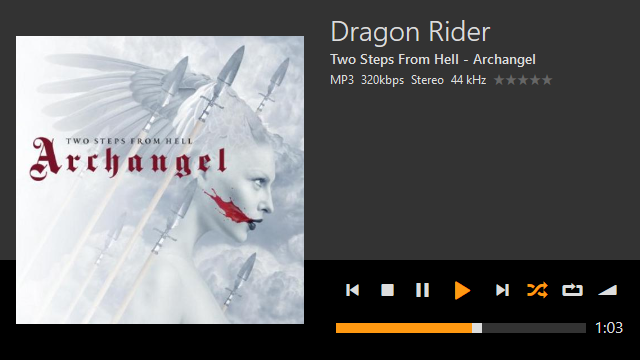 Dragon Rider
Two Steps From Hell - Archangel
MP3 320kbps Stereo 44 kHz
TWO STEPS FROM HELL
Archangel
1:03